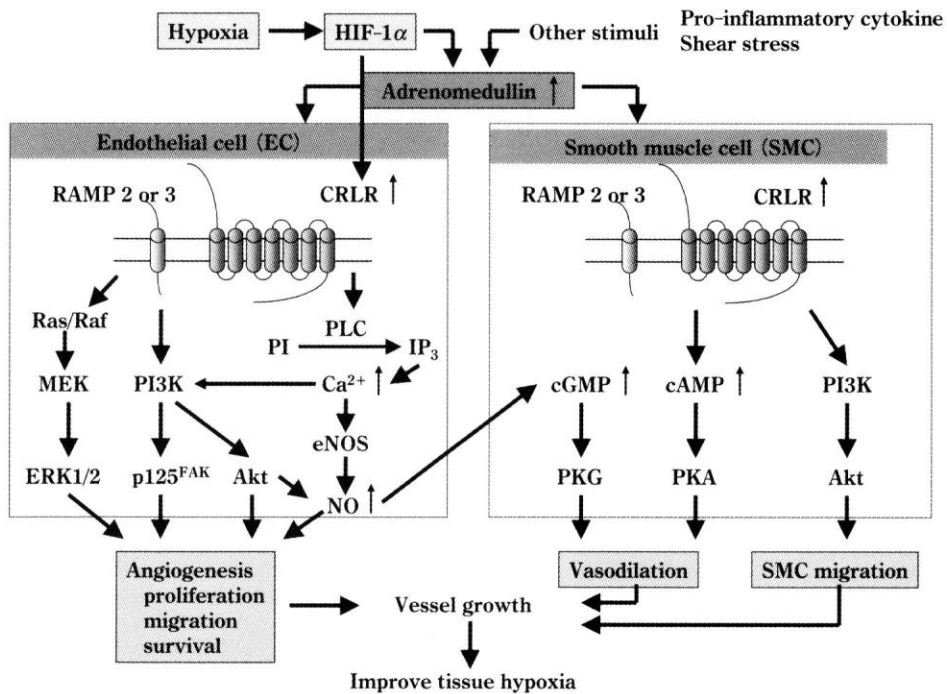 Hypoxia
HIF-1α
Other stimuli
Pro-inflammatory cytokine
Shear stress
Adrenomedullin ↑
Endothelial cell (EC)
RAMP 2 or 3
CRLR ↑
Ras/Raf
PLC
PI
IP3
MEK
PI3K
Ca2+ ↑
eNOS
ERK1/2
p125FAK
Akt
NO ↑
Smooth muscle cell (SMC)
RAMP 2 or 3
CRLR ↑
cGMP ↑
cAMP ↑
PI3K
PKG
PKA
Akt
Angiogenesis
proliferation
migration
survival
Vasodilation
SMC migration
Vessel growth
Improve tissue hypoxia